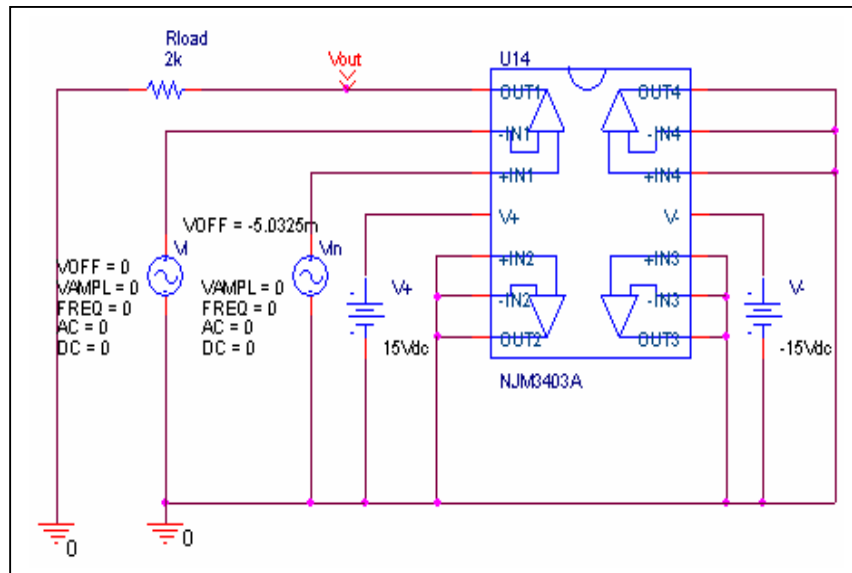 Rload
2k
Vout
U14
OUT1
-IN1
+IN1
V+
+IN2
-IN2
OUT2
OUT4
-IN4
+IN4
V-
+IN3
-IN3
OUT3
NJM3403A
VOFF = -5.0325m
VI
VOFF = 0
VAMPL = 0
FREQ = 0
AC = 0
DC = 0
Vin
VAMPL = 0
FREQ = 0
AC = 0
DC = 0
V+
15Vdc
V-
-15Vdc
0
0